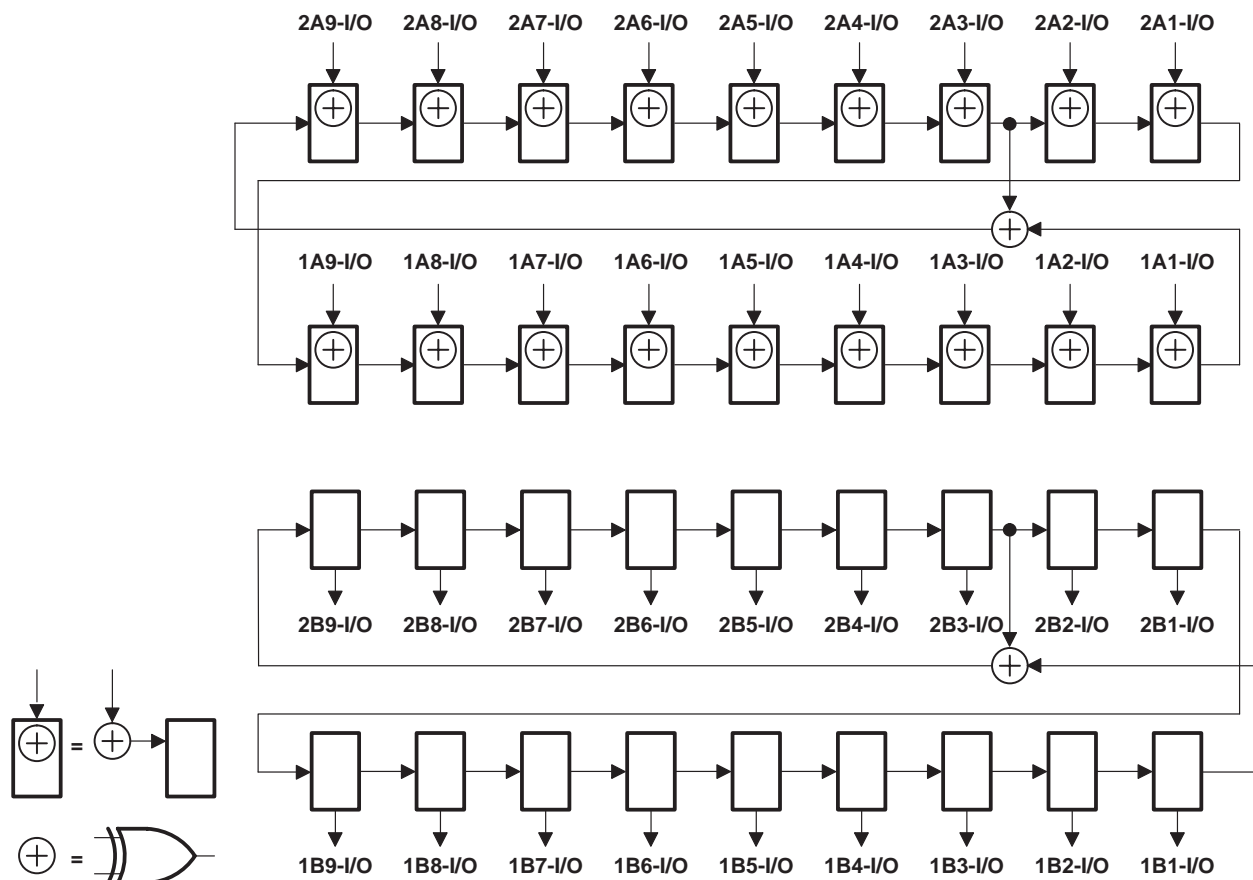 2A9-I/O 2A8-I/O 2A7-I/O 2A6-I/O 2A5-I/O 2A4-I/O 2A3-I/O 2A2-I/O 2A1-I/O
1A9-I/O 1A8-I/O 1A7-I/O 1A6-I/O 1A5-I/O 1A4-I/O 1A3-I/O 1A2-I/O 1A1-I/O
2B9-I/O 2B8-I/O 2B7-I/O 2B6-I/O 2B5-I/O 2B4-I/O 2B3-I/O 2B2-I/O 2B1-I/O
=
=
1B9-I/O 1B8-I/O 1B7-I/O 1B6-I/O 1B5-I/O 1B4-I/O 1B3-I/O 1B2-I/O 1B1-I/O